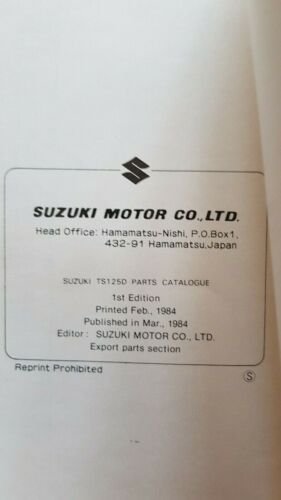 SUZUKI MOTOR CO.,LTD.
Head Office: Hamamatsu-Nishi, P.O.Box1,
432-91 Hamamatsu,Japan
SUZUKI TS125D PARTS CATALOGUE
1st Edition
Printed Feb., 1984
Published in Mar., 1984
Editor: SUZUKI MOTOR CO., LTD.
Export parts section
Reprint Prohibited
Ⓢ